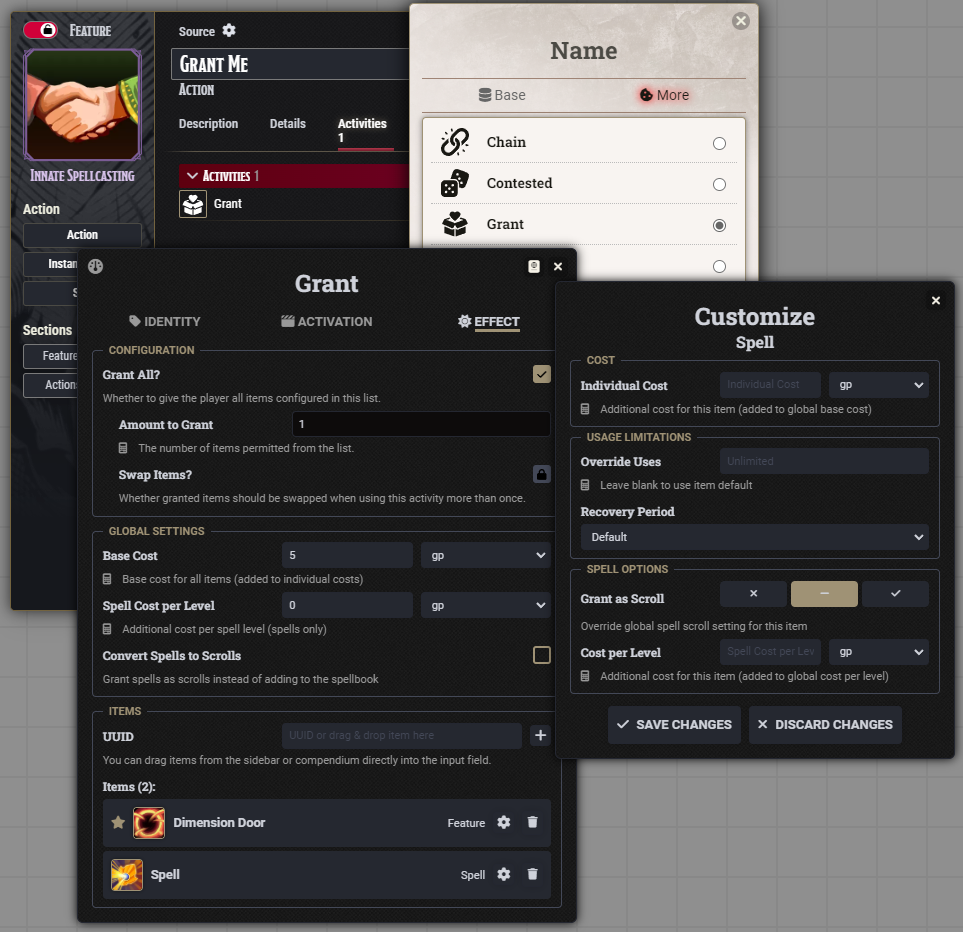 Feature
Innate Spellcasting
Action
Action
Instan
S
Sections
Feature
Action
Source
Grant Me
Action
Description
Details
Activities
1
Activities 1
Grant
Name
Base
More
Chain
Contested
Grant
Grant
IDENTITY
ACTIVATION
EFFECT
CONFIGURATION
Grant All?
Whether to give the player all items configured in this list.
Amount to Grant
1
The number of items permitted from the list.
Swap Items?
Whether granted items should be swapped when using this activity more than once.
GLOBAL SETTINGS
Base Cost
5
gp
Base cost for all items (added to individual costs)
Spell Cost per Level
0
gp
Additional cost per spell level (spells only)
Convert Spells to Scrolls
Grant spells as scrolls instead of adding to the spellbook
ITEMS
UUID
UUID or drag & drop item here
You can drag items from the sidebar or compendium directly into the input field.
Items (2):
Dimension Door
Feature
Spell
Spell
Customize
Spell
COST
Individual Cost
Individual Cost
gp
Additional cost for this item (added to global base cost)
USAGE LIMITATIONS
Override Uses
Unlimited
Leave blank to use item default
Recovery Period
Default
SPELL OPTIONS
Grant as Scroll
Override global spell scroll setting for this item
Cost per Level
Spell Cost per Lev
gp
Additional cost for this item (added to global cost per level)
SAVE CHANGES
DISCARD CHANGES